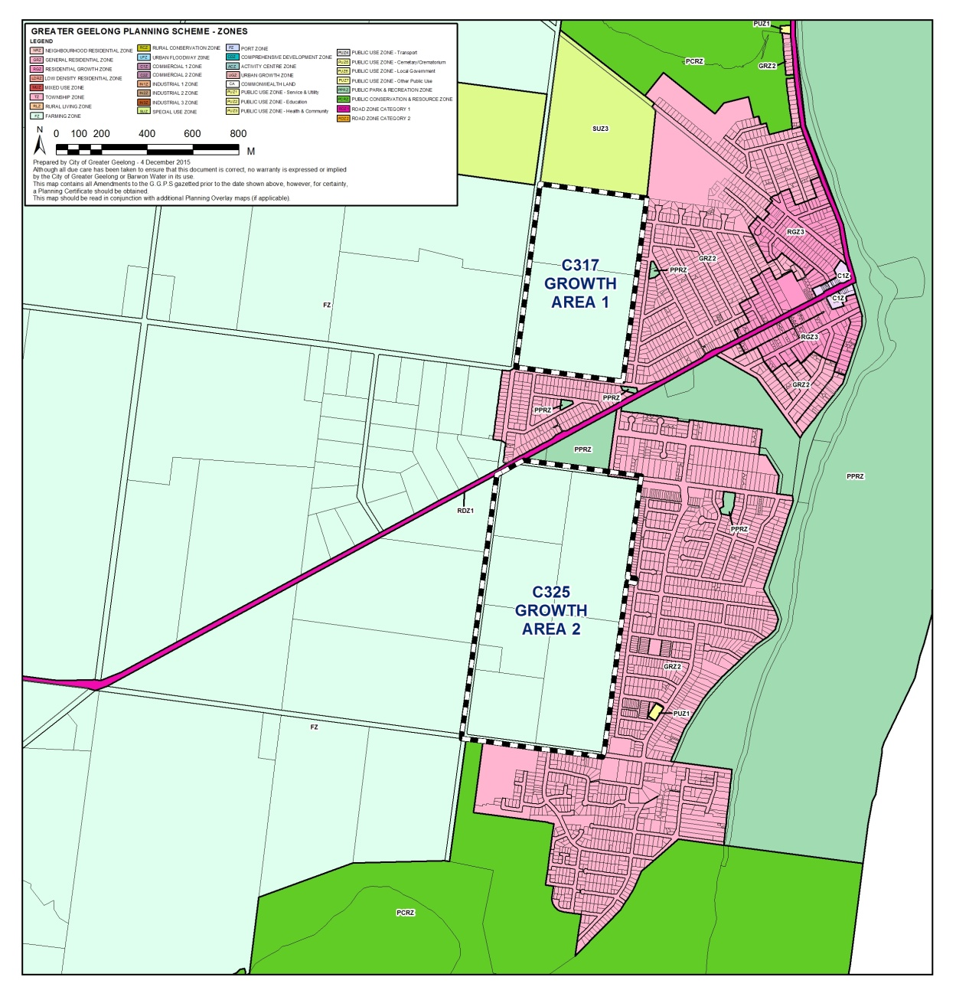 GREATER GEELONG PLANNING SCHEME - ZONES
LEGEND
NRZ NEIGHBOURHOOD RESIDENTIAL ZONE
GRZ GENERAL RESIDENTIAL ZONE
RGZ RESIDENTIAL GROWTH ZONE
LDRZ LOW DENSITY RESIDENTIAL ZONE
MUZ MIXED USE ZONE
TZ TOWNSHIP ZONE
RLZ RURAL LIVING ZONE
FZ FARMING ZONE
RCZ RURAL CONSERVATION ZONE
UFZ URBAN FLOODWAY ZONE
C1Z COMMERCIAL 1 ZONE
C2Z COMMERCIAL 2 ZONE
IN1Z INDUSTRIAL 1 ZONE
IN2Z INDUSTRIAL 2 ZONE
IN3Z INDUSTRIAL 3 ZONE
SUZ SPECIAL USE ZONE
PZ PORT ZONE
CDZ COMPREHENSIVE DEVELOPMENT ZONE
ACZ ACTIVITY CENTRE ZONE
UGZ URBAN GROWTH ZONE
CA COMMONWEALTH LAND
PUZ1 PUBLIC USE ZONE - Service & Utility
PUZ2 PUBLIC USE ZONE - Education
PUZ3 PUBLIC USE ZONE - Health & Community
PUZ4 PUBLIC USE ZONE - Transport
PUZ5 PUBLIC USE ZONE - Cemetary/Crematorium
PUZ6 PUBLIC USE ZONE - Local Government
PUZ7 PUBLIC USE ZONE - Other Public Use
PPRZ PUBLIC PARK & RECREATION ZONE
PCRZ PUBLIC CONSERVATION & RESOURCE ZONE
RDZ1 ROAD ZONE CATEGORY 1
RDZ2 ROAD ZONE CATEGORY 2
N
0 100 200 400 600 800
M
Prepared by City of Greater Geelong - 4 December 2015
Although all due care has been taken to ensure that this document is correct, no warranty is expressed or implied
by the City of Greater Geelong or Barwon Water in its use.
This map contains all Amendments to the G.G.P.S gazetted prior to the date shown above, however, for certainty,
a Planning Certificate should be obtained.
This map should be read in conjunction with additional Planning Overlay maps (if applicable).
PUZ1
PCRZ
GRZ2
SUZ3
RGZ3
GRZ2
PPRZ
C1Z
C1Z
C317
GROWTH
AREA 1
FZ
RGZ3
GRZ2
PPRZ
PPRZ
PPRZ
PPRZ
RDZ1
PPRZ
C325
GROWTH
AREA 2
GRZ2
PUZ1
FZ
PCRZ